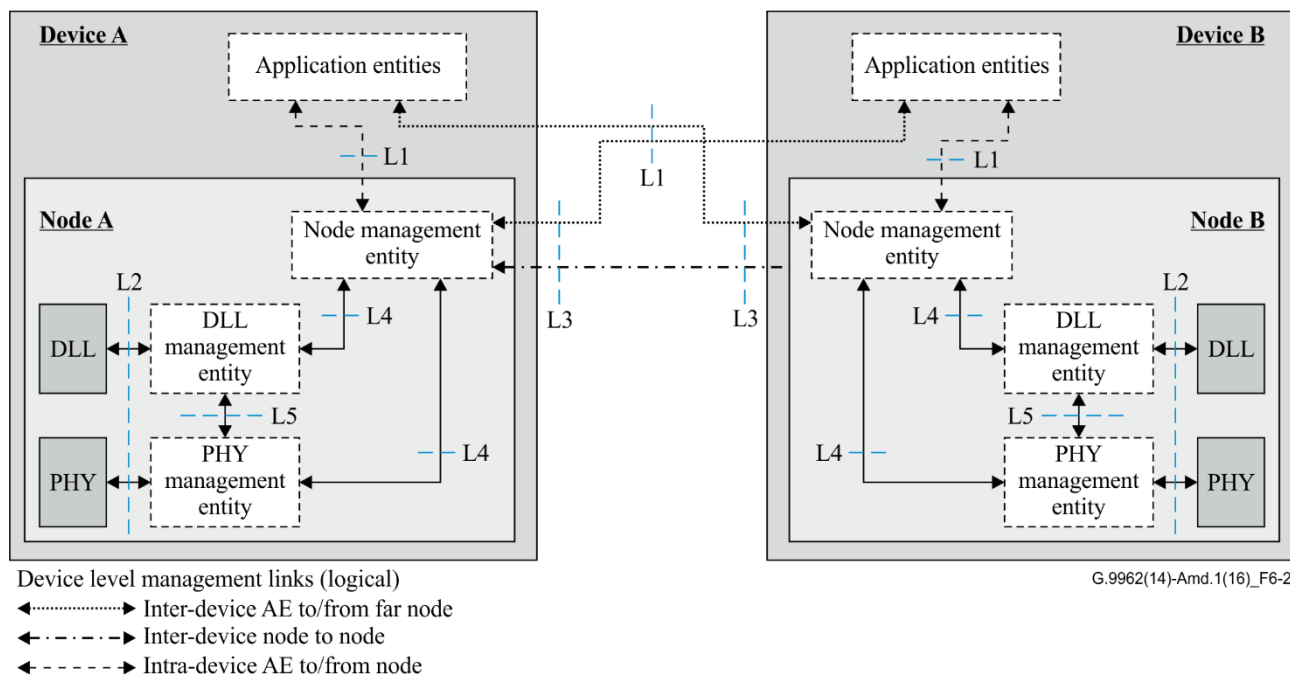 Device A
Device B
Application entities
Application entities
L1
L1
L1
Node A
Node B
Node management
entity
Node management
entity
L3
L3
L2
L2
L4
L4
DLL
DLL
management
entity
DLL
management
entity
DLL
L5
L5
PHY
PHY
management
entity
L4
L4
PHY
management
entity
PHY
Device level management links (logical)
G.9962(14)-Amd.1(16)_F6-2
Inter-device AE to/from far node
Inter-device node to node
Intra-device AE to/from node